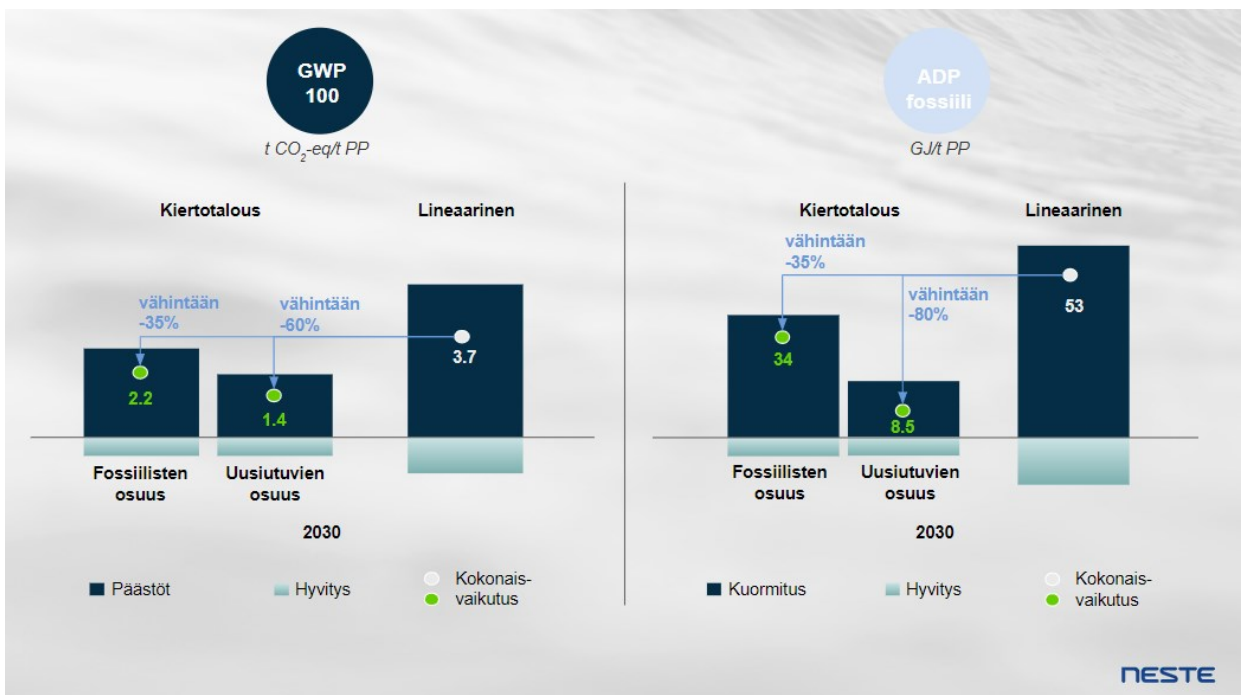 GWP
100
t CO₂-eq/t PP
Kiertotalous
Lineaarinen
vähintään
-35%
vähintään
-60%
3.7
2.2
1.4
Fossiilisten
osuus
Uusiutuvien
osuus
2030
Päästöt
Hyvitys
Kokonais-
vaikutus
ADP
fossiili
GJ/t PP
Kiertotalous
Lineaarinen
vähintään
-35%
vähintään
-80%
53
34
8.5
Fossiilisten
osuus
Uusiutuvien
osuus
2030
Kuormitus
Hyvitys
Kokonais-
vaikutus
NESTE